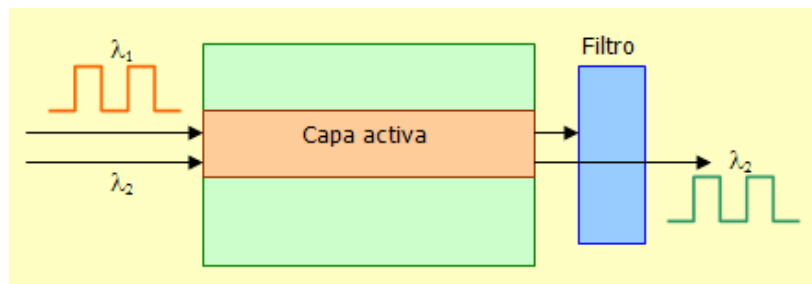 λ₁
Filtro
Capa activa
λ₂
λ₂